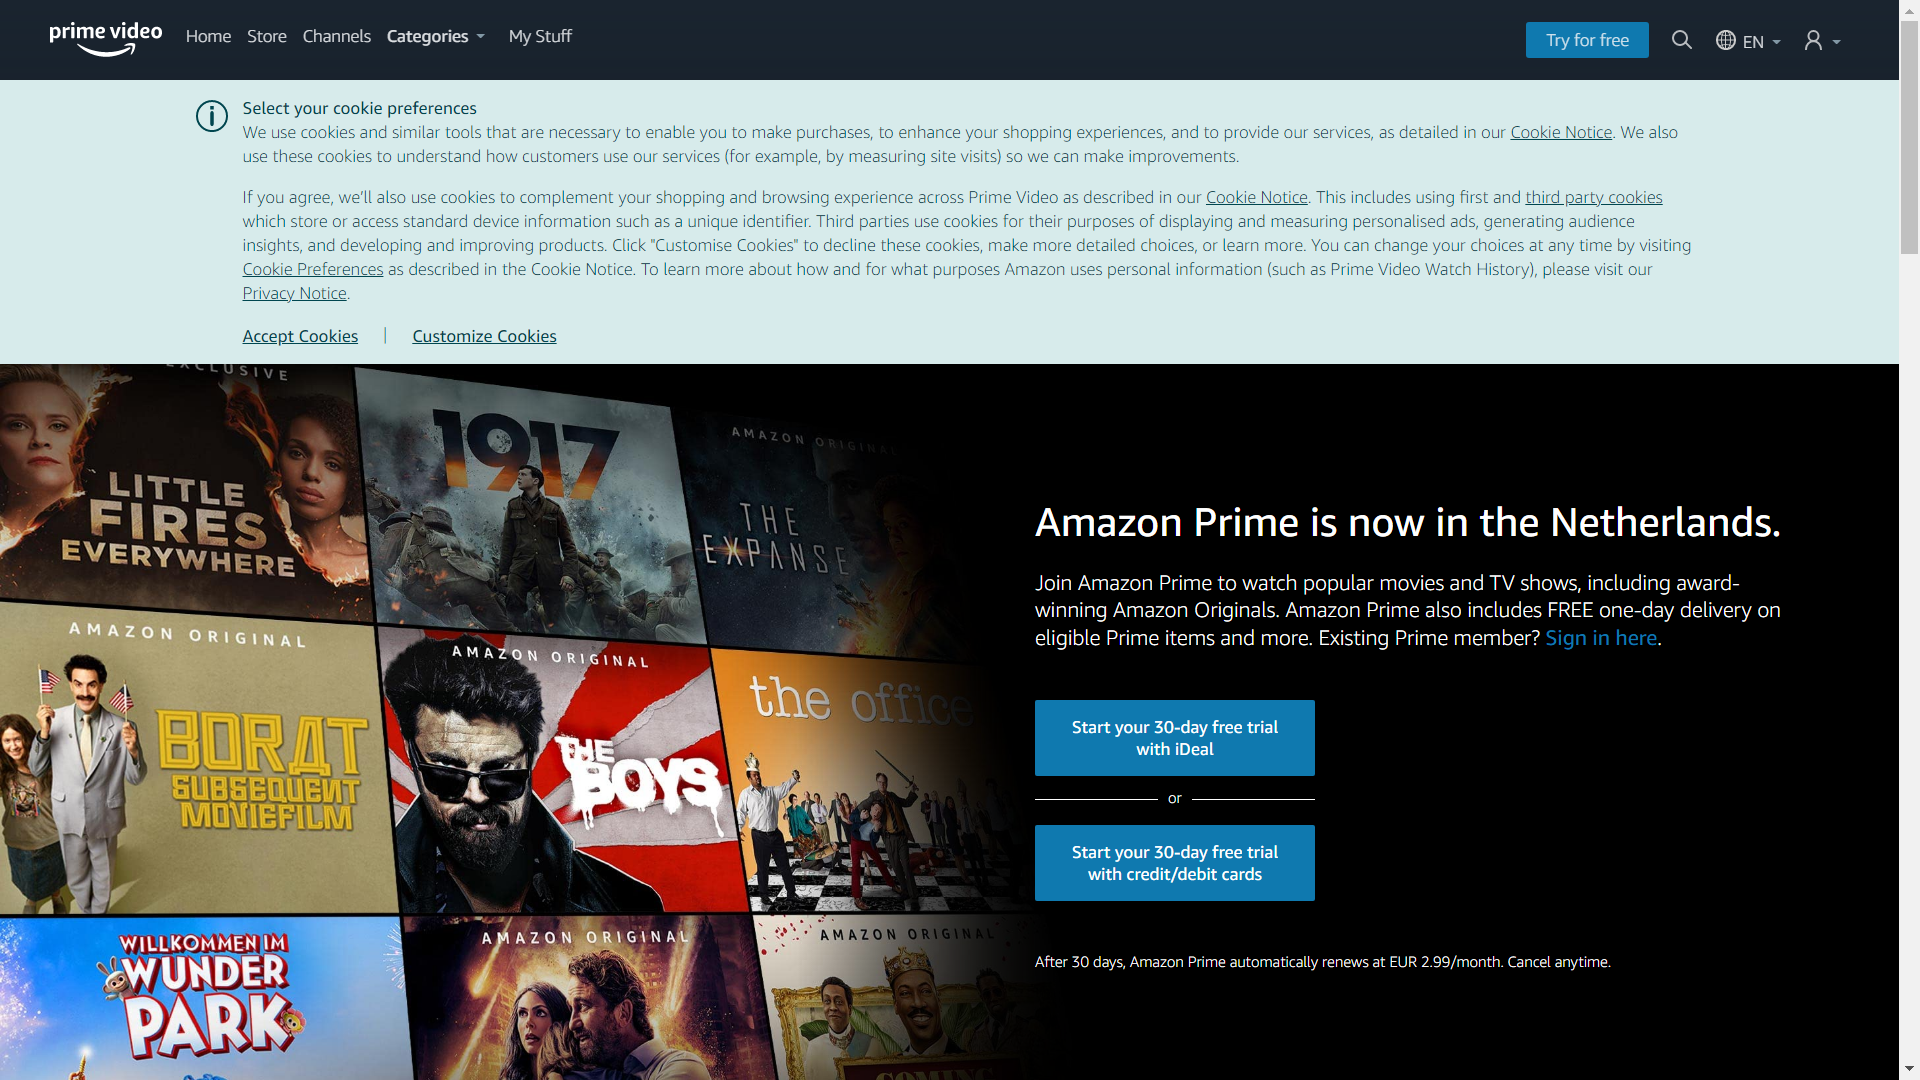 prime video
Home
Store
Channels
Categories
My Stuff
Try for free
EN
Select your cookie preferences
We use cookies and similar tools that are necessary to enable you to make purchases, to enhance your shopping experiences, and to provide our services, as detailed in our Cookie Notice. We also
use these cookies to understand how customers use our services (for example, by measuring site visits) so we can make improvements.
If you agree, we’ll also use cookies to complement your shopping and browsing experience across Prime Video as described in our Cookie Notice. This includes using first and third party cookies
which store or access standard device information such as a unique identifier. Third parties use cookies for their purposes of displaying and measuring personalised ads, generating audience
insights, and developing and improving products. Click "Customise Cookies" to decline these cookies, make more detailed choices, or learn more. You can change your choices at any time by visiting
Cookie Preferences as described in the Cookie Notice. To learn more about how and for what purposes Amazon uses personal information (such as Prime Video Watch History), please visit our
Privacy Notice.
Accept Cookies | Customize Cookies
EXCLUSIVE
LITTLE
FIRES
EVERYWHERE
1917
AMAZON ORIGINAL
THE
EXPANSE
AMAZON ORIGINAL
BORAT
SUBSEQUENT
MOVIEFILM
AMAZON ORIGINAL
THE
BOYS
the office
WILLKOMMEN IM
WUNDER
PARK
AMAZON ORIGINAL
AMAZON ORIGINAL
COMING
Amazon Prime is now in the Netherlands.
Join Amazon Prime to watch popular movies and TV shows, including award-
winning Amazon Originals. Amazon Prime also includes FREE one-day delivery on
eligible Prime items and more. Existing Prime member? Sign in here.
Start your 30-day free trial
with iDeal
or
Start your 30-day free trial
with credit/debit cards
After 30 days, Amazon Prime automatically renews at EUR 2.99/month. Cancel anytime.